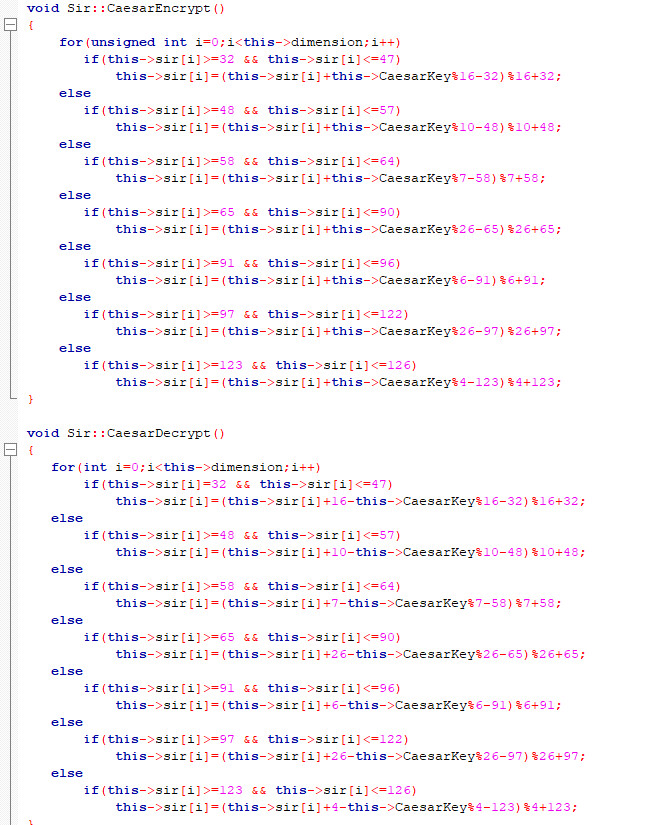 void Sir::CaesarEncrypt()
{
for(unsigned int i=0;i<this->dimension;i++)
if(this->sir[i]>=32 && this->sir[i]<=47)
this->sir[i]=(this->sir[i]+this->CaesarKey%16-32)%16+32;
else
if(this->sir[i]>=48 && this->sir[i]<=57)
this->sir[i]=(this->sir[i]+this->CaesarKey%10-48)%10+48;
else
if(this->sir[i]>=58 && this->sir[i]<=64)
this->sir[i]=(this->sir[i]+this->CaesarKey%7-58)%7+58;
else
if(this->sir[i]>=65 && this->sir[i]<=90)
this->sir[i]=(this->sir[i]+this->CaesarKey%26-65)%26+65;
else
if(this->sir[i]>=91 && this->sir[i]<=96)
this->sir[i]=(this->sir[i]+this->CaesarKey%6-91)%6+91;
else
if(this->sir[i]>=97 && this->sir[i]<=122)
this->sir[i]=(this->sir[i]+this->CaesarKey%26-97)%26+97;
else
if(this->sir[i]>=123 && this->sir[i]<=126)
this->sir[i]=(this->sir[i]+this->CaesarKey%4-123)%4+123;
}
void Sir::CaesarDecrypt()
{
for(int i=0;i<this->dimension;i++)
if(this->sir[i]=32 && this->sir[i]<=47)
this->sir[i]=(this->sir[i]+16-this->CaesarKey%16-32)%16+32;
else
if(this->sir[i]>=48 && this->sir[i]<=57)
this->sir[i]=(this->sir[i]+10-this->CaesarKey%10-48)%10+48;
else
if(this->sir[i]>=58 && this->sir[i]<=64)
this->sir[i]=(this->sir[i]+7-this->CaesarKey%7-58)%7+58;
else
if(this->sir[i]>=65 && this->sir[i]<=90)
this->sir[i]=(this->sir[i]+26-this->CaesarKey%26-65)%26+65;
else
if(this->sir[i]>=91 && this->sir[i]<=96)
this->sir[i]=(this->sir[i]+6-this->CaesarKey%6-91)%6+91;
else
if(this->sir[i]>=97 && this->sir[i]<=122)
this->sir[i]=(this->sir[i]+26-this->CaesarKey%26-97)%26+97;
else
if(this->sir[i]>=123 && this->sir[i]<=126)
this->sir[i]=(this->sir[i]+4-this->CaesarKey%4-123)%4+123;
}